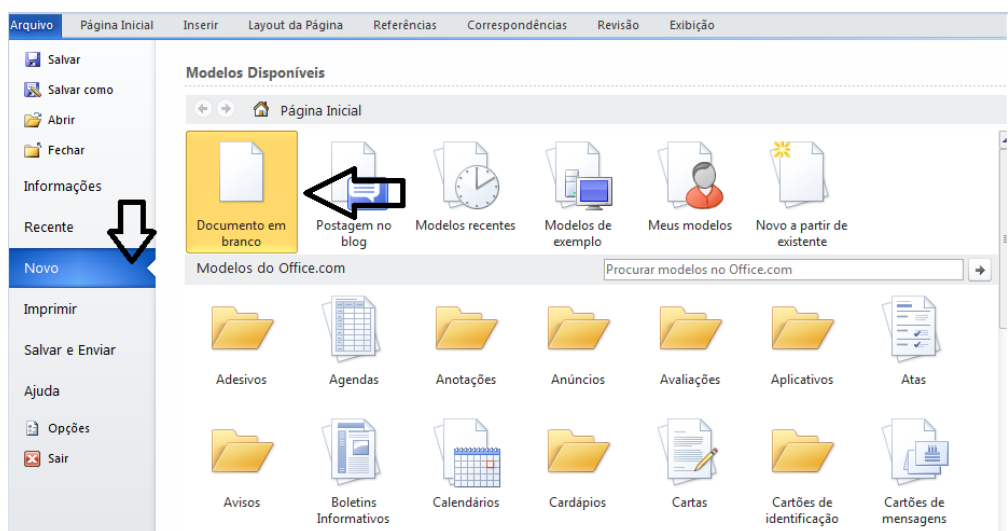 Arquivo Página Inicial Inserir Layout da Página Referências Correspondências Revisão Exibição
Salvar
Salvar como
Abrir
Fechar
Informações
Recente
Novo
Imprimir
Salvar e Enviar
Ajuda
Opções
Sair
Modelos Disponíveis
Página Inicial
Documento em branco
Postagem no blog
Modelos recentes
Modelos de exemplo
Meus modelos
Novo a partir de existente
Modelos do Office.com
Procurar modelos no Office.com
Adesivos
Agendas
Anotações
Anúncios
Avaliações
Aplicativos
Atas
Avisos
Boletins Informativos
Calendários
Cardápios
Cartas
Cartões de identificação
Cartões de mensagens